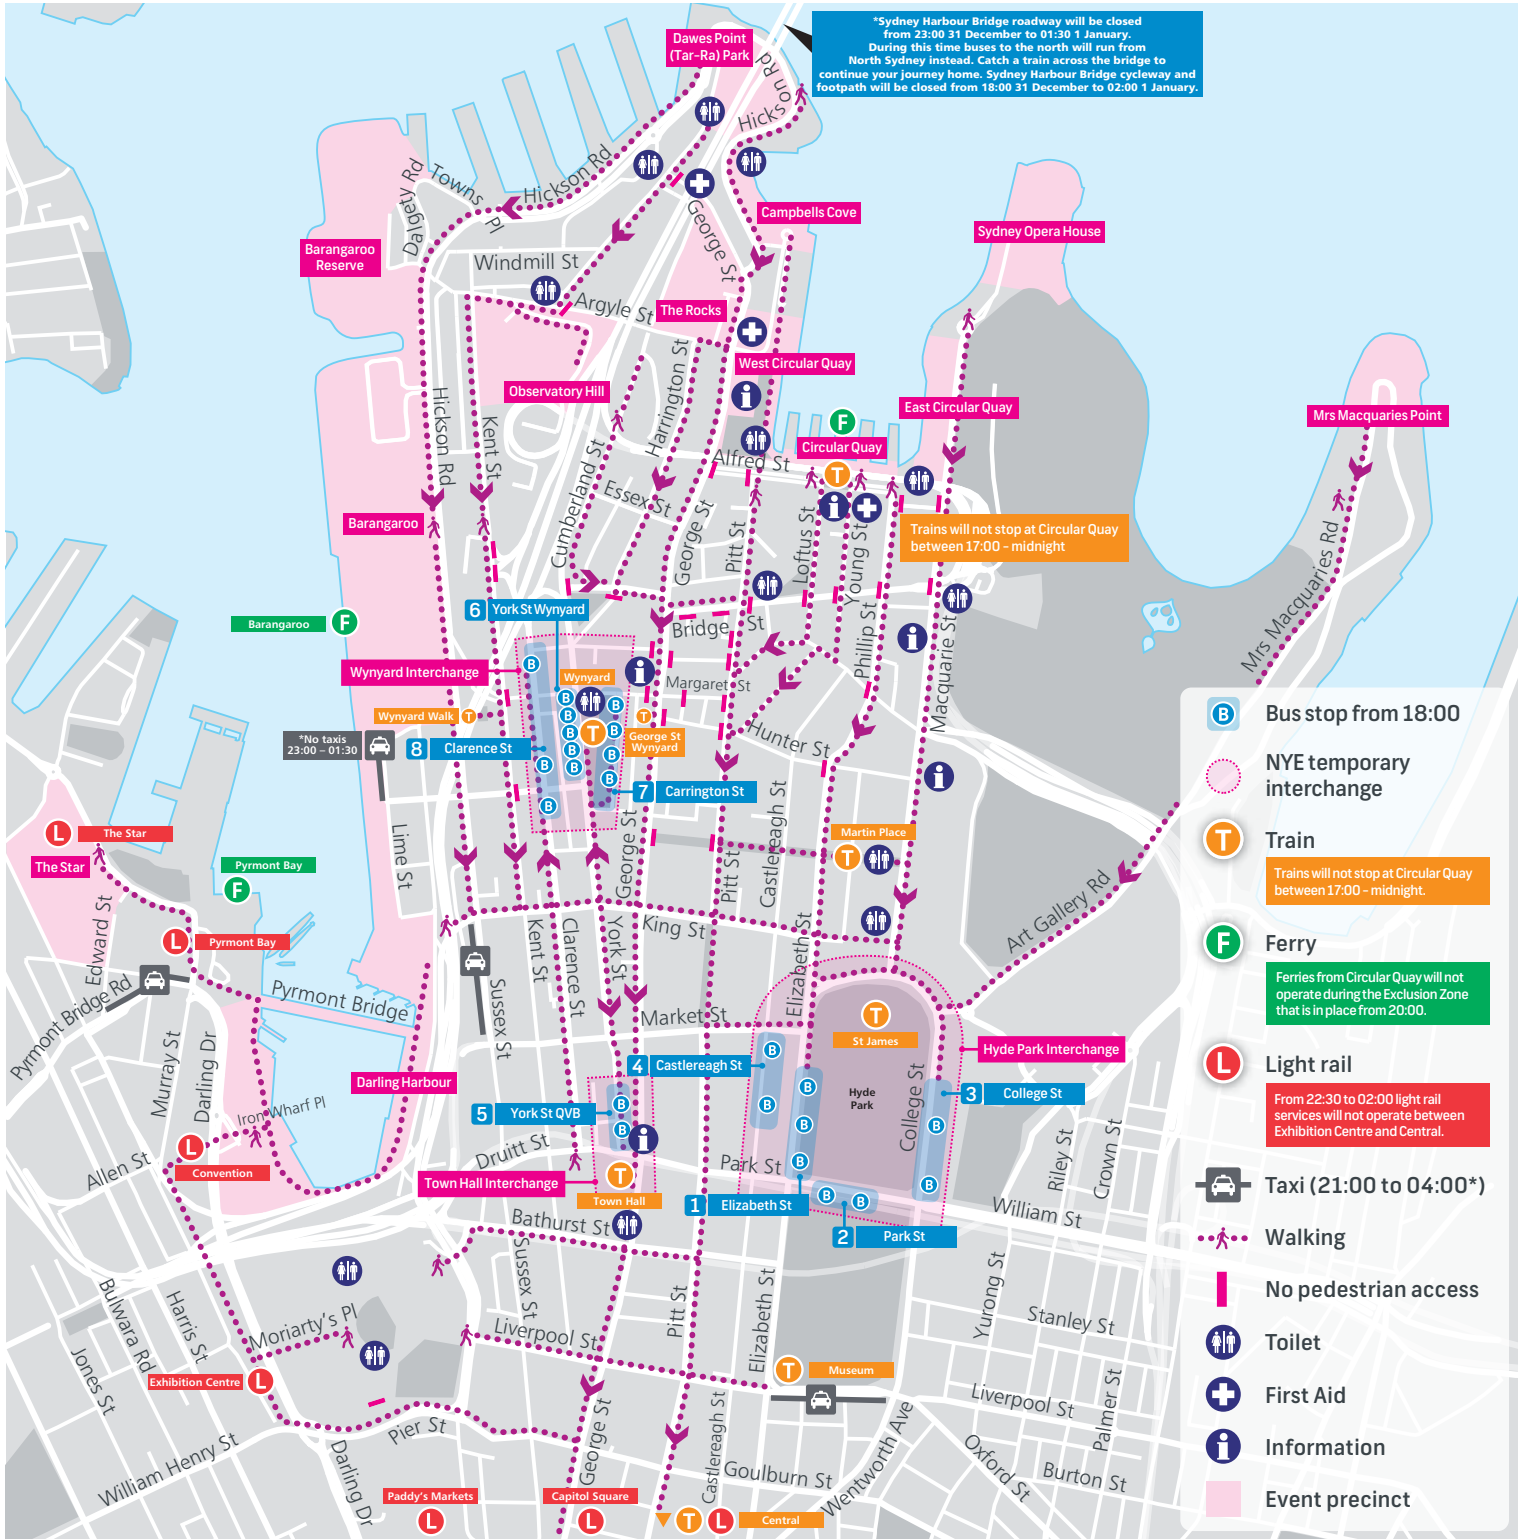 *Sydney Harbour Bridge roadway will be closed
from 23:00 31 December to 01:30 1 January.
During this time buses to the north will run from
North Sydney instead. Catch a train across the bridge to
continue your journey home. Sydney Harbour Bridge cycleway and
footpath will be closed from 18:00 31 December to 02:00 1 January.
Dawes Point
(Tar-Ra) Park
Hickson Rd
Hickson Rd
Towns Pl
Dalgety Rd
George St
Campbells Cove
Sydney Opera House
Barangaroo
Reserve
Windmill St
Argyle St
The Rocks
West Circular Quay
Observatory Hill
Harrington St
Hickson Rd
Kent St
Cumberland St
East Circular Quay
Mrs Macquaries Point
F
Circular Quay
T
Alfred St
Essex St
George St
Pitt St
Loftus St
Young St
Barangaroo
Trains will not stop at Circular Quay
between 17:00 - midnight
Mrs Macquaries Rd
Mrs Macquaries Rd
6 York St Wynyard
Barangaroo
F
Bridge St
Phillip St
Macquarie St
Macquarie St
Wynyard Interchange
B
Wynyard
Margaret St
B
B
B
B
B
B
B
B
B
T
B
B
B
Wynyard Walk
T
T
George St
Wynyard
*No taxis
23:00 – 01:30
8 Clarence St
Hunter St
7 Carrington St
Lime St
George St
Pitt St
Castlereagh St
Martin Place
T
L
The Star
The Star
Pyrmont Bay
F
L
Pyrmont Bay
Edward St
Pyrmont Bridge Rd
Pyrmont Bridge
Kent St
Clarence St
York St
King St
Elizabeth St
Art Gallery Rd
Sussex St
Market St
T
St James
Hyde Park Interchange
Murray St
Darling Dr
Iron Wharf Pl
Darling Harbour
4 Castlereagh St
B
B
B
B
B
Hyde
Park
College St
3 College St
B
B
5 York St QVB
B
B
Druitt St
Allen St
L
Convention
Town Hall Interchange
T
Town Hall
Park St
1 Elizabeth St
B
B
2 Park St
William St
Riley St
Crown St
Bathurst St
Sussex St
Bulwara Rd
Harris St
Jones St
Moriarty's Pl
Liverpool St
Pitt St
Elizabeth St
Yurong St
Stanley St
Exhibition Centre
L
T
Museum
Liverpool St
Palmer St
Pier St
William Henry St
Darling Dr
George St
Castlereagh St
Goulburn St
Wentworth Ave
Oxford St
Burton St
Paddy's Markets
L
Capitol Square
L
T
L
Central
B
Bus stop from 18:00
NYE temporary
interchange
T
Train
Trains will not stop at Circular Quay
between 17:00 - midnight.
F
Ferry
Ferries from Circular Quay will not
operate during the Exclusion Zone
that is in place from 20:00.
L
Light rail
From 22:30 to 02:00 light rail
services will not operate between
Exhibition Centre and Central.
Taxi (21:00 to 04:00*)
Walking
No pedestrian access
Toilet
First Aid
Information
Event precinct